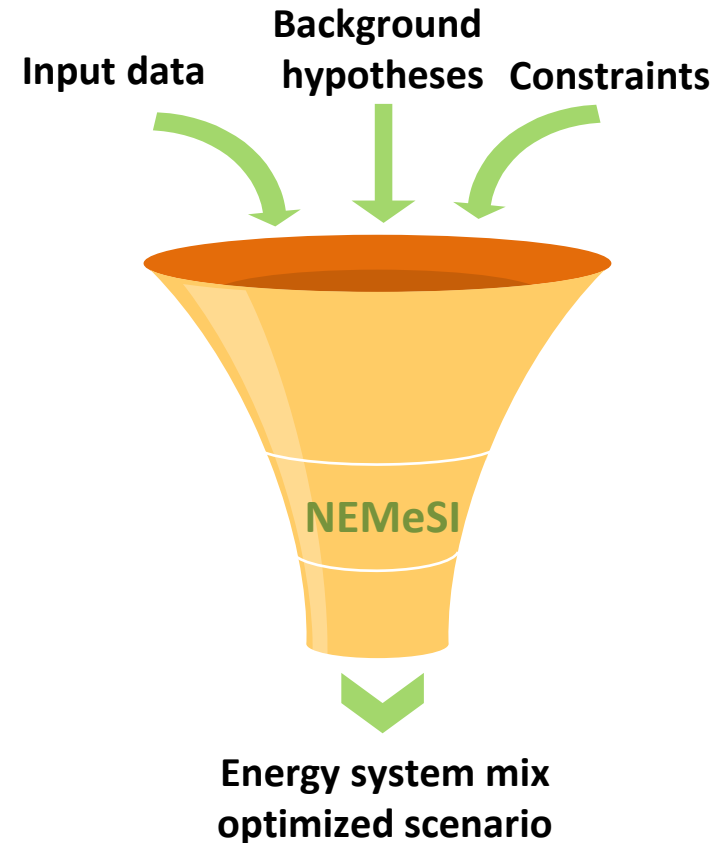 Input data
Background
hypotheses
Constraints
NEMeSI
Energy system mix
optimized scenario